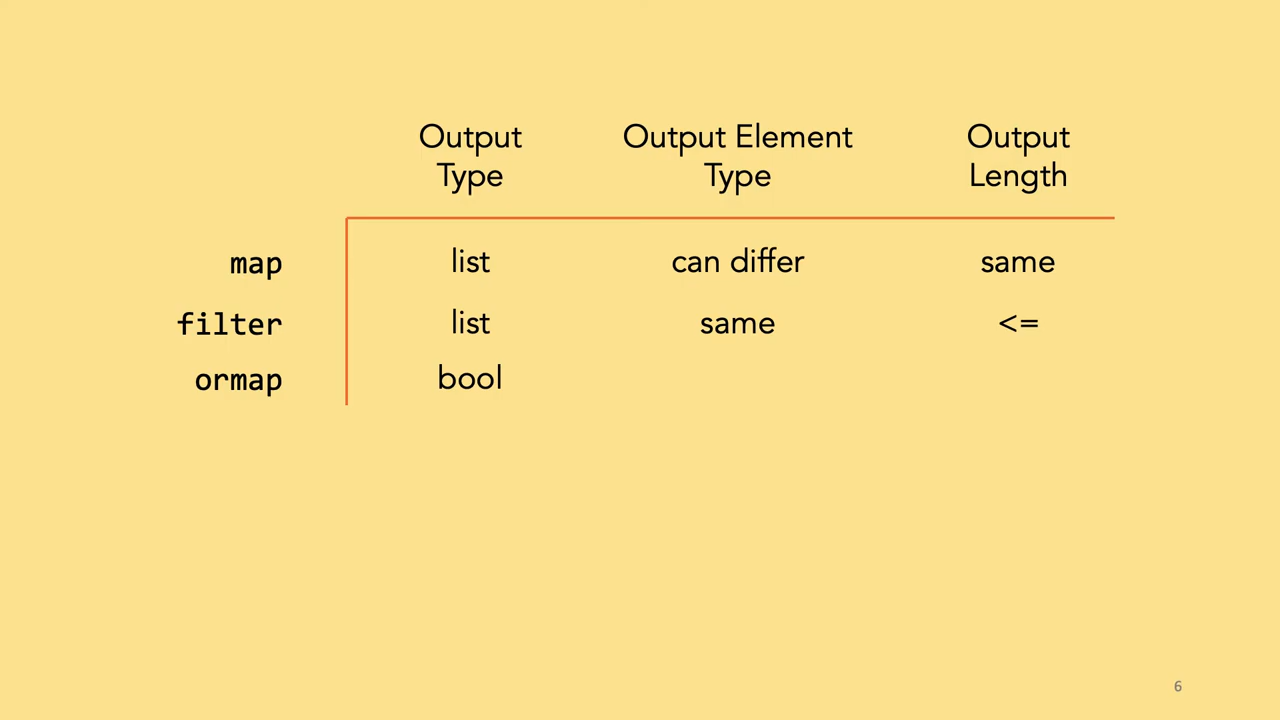 Output Type
Output Element Type
Output Length
map list can differ same
filter list same <=
ormap bool
6